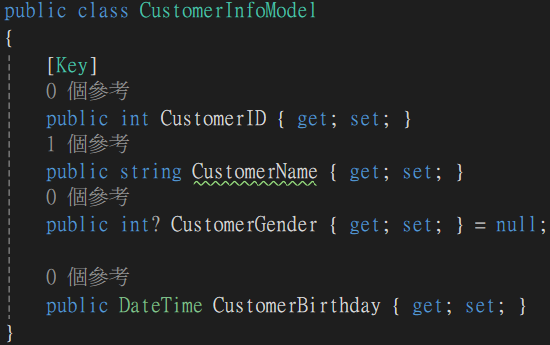 public class CustomerInfoModel
{
[Key]
0 個參考
public int CustomerID { get; set; }
1 個參考
public string CustomerName { get; set; }
0 個參考
public int? CustomerGender { get; set; } = null;
0 個參考
public DateTime CustomerBirthday { get; set; }
}